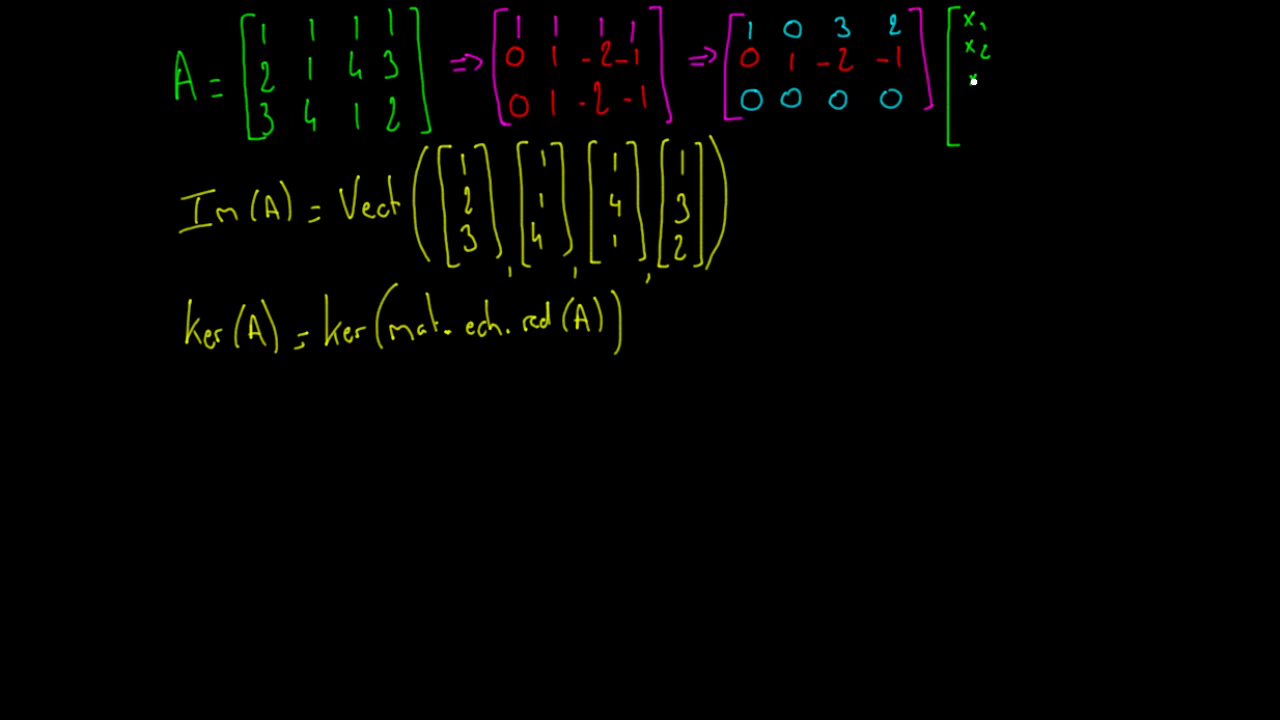 A = [ 1 1 1 1 ⇒ [ 1 1 1 1 ⇒ [ 1 0 3 2 [ x1
2 1 4 3 0 1 -2 -1 0 1 -2 -1 x2
3 4 1 2 ] 0 1 -2 -1 ] 0 0 0 0 ] x
Im(A) = Vect ( [ 1 2 3 ] , [ 1 1 4 ] , [ 1 4 1 ] , [ 1 3 2 ] )
ker(A) = ker(mat. ech. red(A))